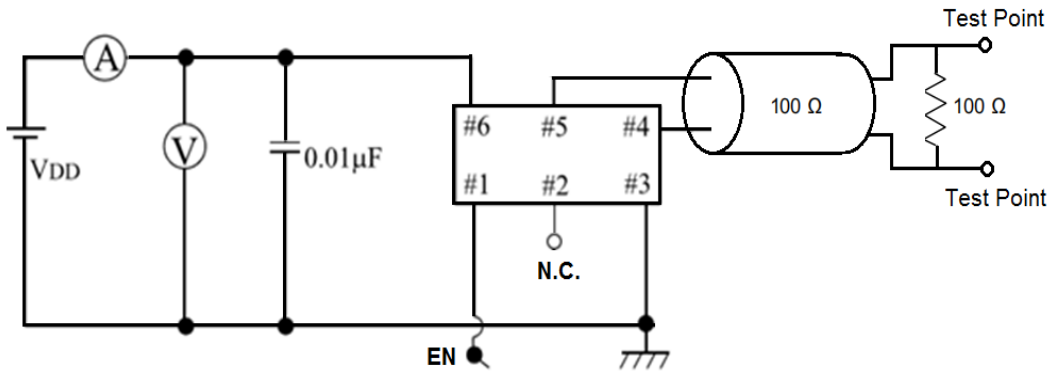 Test Point
A
#6 #5 #4
100 Ω
100 Ω
V
0.01μF
VDD
#1 #2 #3
Test Point
N.C.
EN